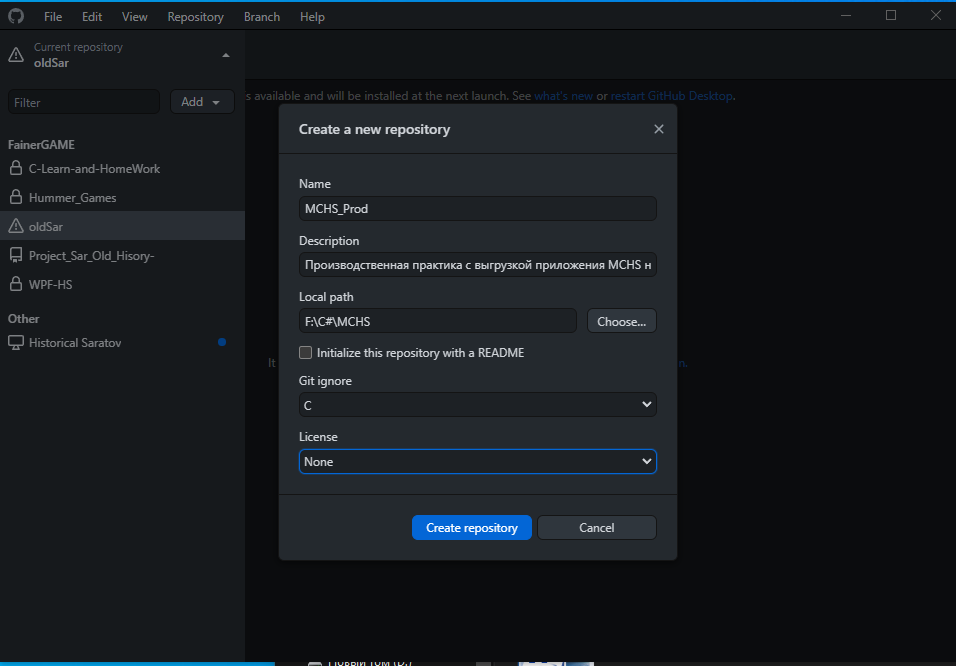 File Edit View Repository Branch Help
Current repository
oldSar
Filter
Add
s available and will be installed at the next launch. See what's new or restart GitHub Desktop.
FainerGAME
C-Learn-and-HomeWork
Hummer_Games
oldSar
Project_Sar_Old_Hisory-
WPF-HS
Other
Historical Saratov
It
n.
Create a new repository
Name
MCHS_Prod
Description
Производственная практика с выгрузкой приложения MCHS н
Local path
F:\C#\MCHS
Choose...
Initialize this repository with a README
Git ignore
C
License
None
Create repository
Cancel